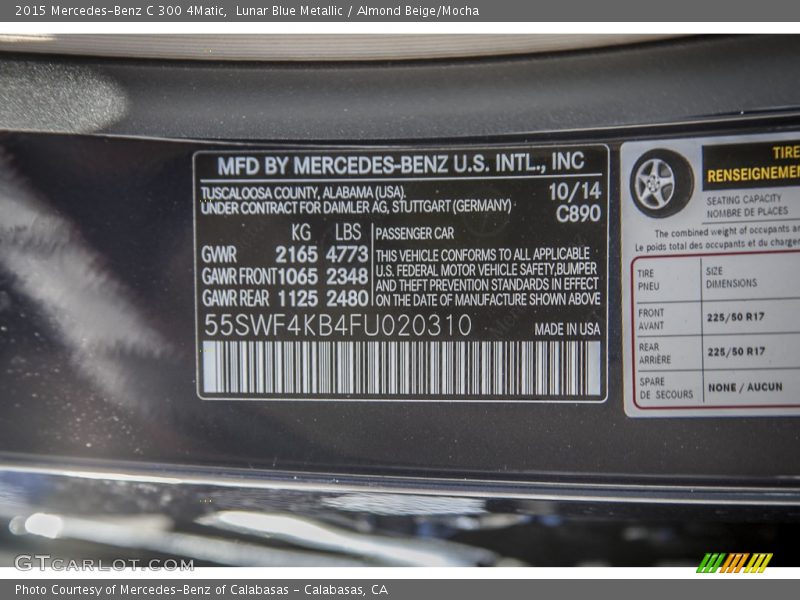 2015 Mercedes-Benz C 300 4Matic, Lunar Blue Metallic / Almond Beige/Mocha
MFD BY MERCEDES-BENZ U.S. INTL., INC
TUSCALOOSA COUNTY, ALABAMA (USA).
UNDER CONTRACT FOR DAIMLER AG, STUTTGART (GERMANY)
10/14
C890
KG LBS
GWR 2165 4773
GAWR FRONT 1065 2348
GAWR REAR 1125 2480
PASSENGER CAR
THIS VEHICLE CONFORMS TO ALL APPLICABLE
U.S. FEDERAL MOTOR VEHICLE SAFETY,BUMPER
AND THEFT PREVENTION STANDARDS IN EFFECT
ON THE DATE OF MANUFACTURE SHOWN ABOVE
55SWF4KB4FU020310
MADE IN USA
TIRE
RENSEIGNEMEN
SEATING CAPACITY
NOMBRE DE PLACES
The combined weight of occupants a
Le poids total des occupants et du charge
TIRE SIZE
PNEU DIMENSIONS
FRONT
AVANT
225/50 R17
REAR
ARRIÈRE
225/50 R17
SPARE
DE SECOURS
NONE / AUCUN
GTCARLOT.COM
Photo Courtesy of Mercedes-Benz of Calabasas - Calabasas, CA